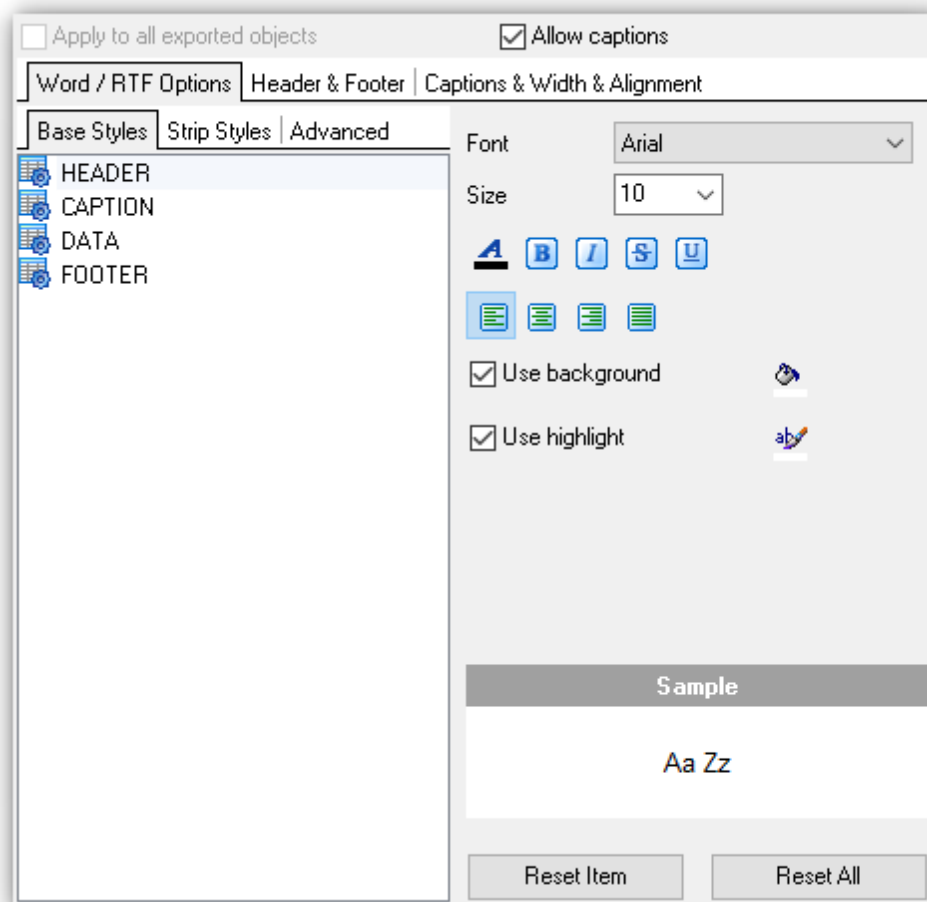 Apply to all exported objects
Allow captions
Word / RTF Options
Header & Footer
Captions & Width & Alignment
Base Styles
Strip Styles
Advanced
HEADER
CAPTION
DATA
FOOTER
Font
Arial
Size
10
A
B
I
S
U
Use background
Use highlight
ab
Sample
Aa Zz
Reset Item
Reset All